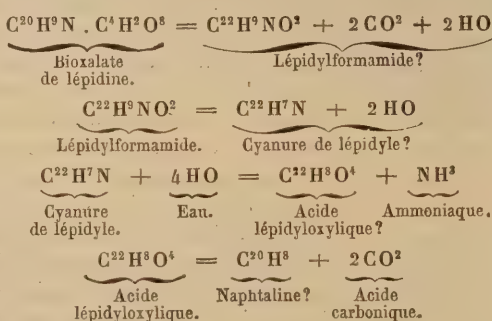 C²⁰H⁹N . C⁴H²O⁸ = C²²H⁹NO² + 2CO² + 2HO
Bioxalate de lépidine. Lépidylformamide?
C²²H⁹NO² = C²²H⁷N + 2HO
Lépidylformamide. Cyanure de lépidyle?
C²²H⁷N + 4HO = C²²H⁸O⁴ + NH³
Cyanure de lépidyle. Eau. Acide lépidyloxylique? Ammoniaque.
C²²H⁸O⁴ = C²⁰H⁸ + 2CO²
Acide lépidyloxylique. Naphtaline? Acide carbonique.